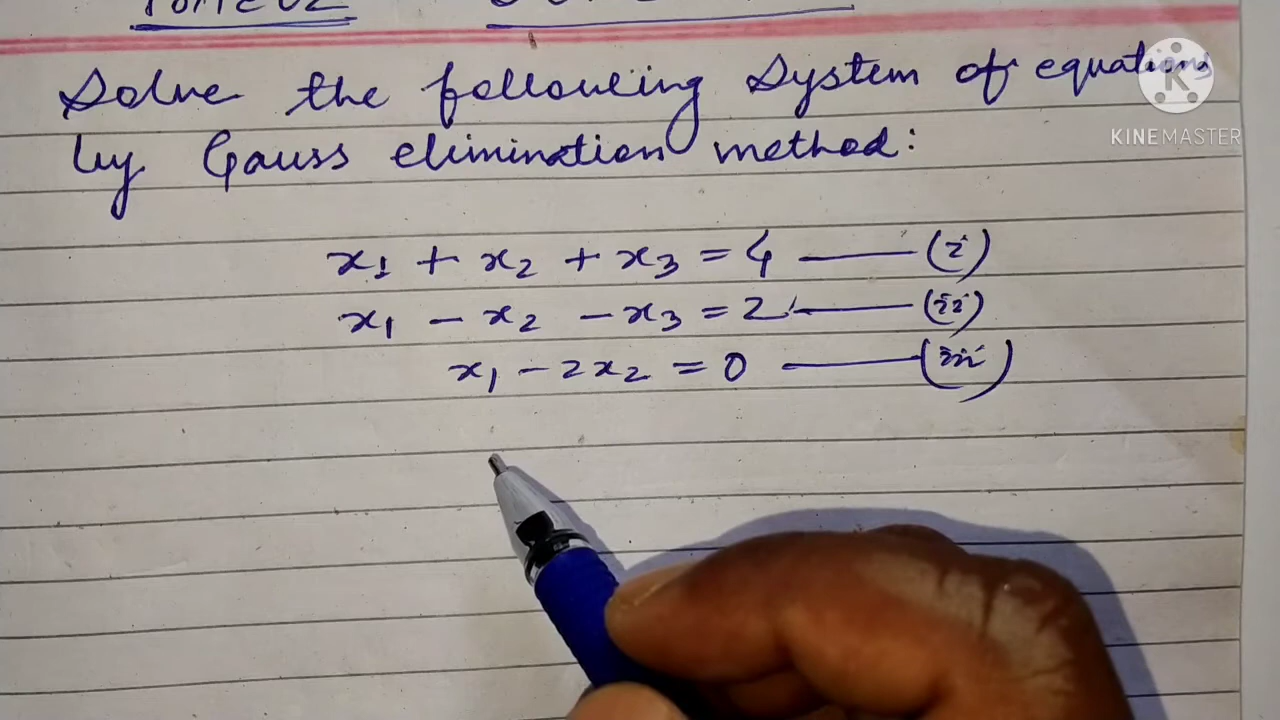 Solve the following System of equations
by Gauss elimination method:
x₁ + x₂ + x₃ = 4 —— (i)
x₁ - x₂ - x₃ = 2 —— (ii)
x₁ - 2x₂ = 0 —— (iii)
KINEMASTER